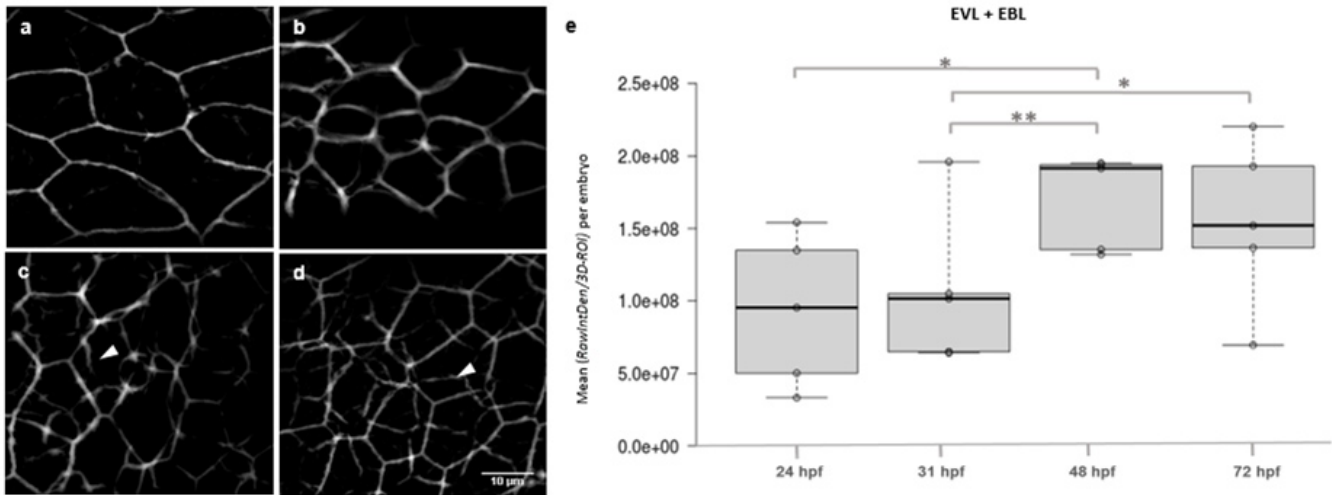 a
b
c
d
10 µm
e
EVL + EBL
*
*
**
2.5e+08
2.0e+08
1.5e+08
1.0e+08
5.0e+07
0.0e+00
Mean (RawIntDen/3D-ROI) per embryo
24 hpf
31 hpf
48 hpf
72 hpf